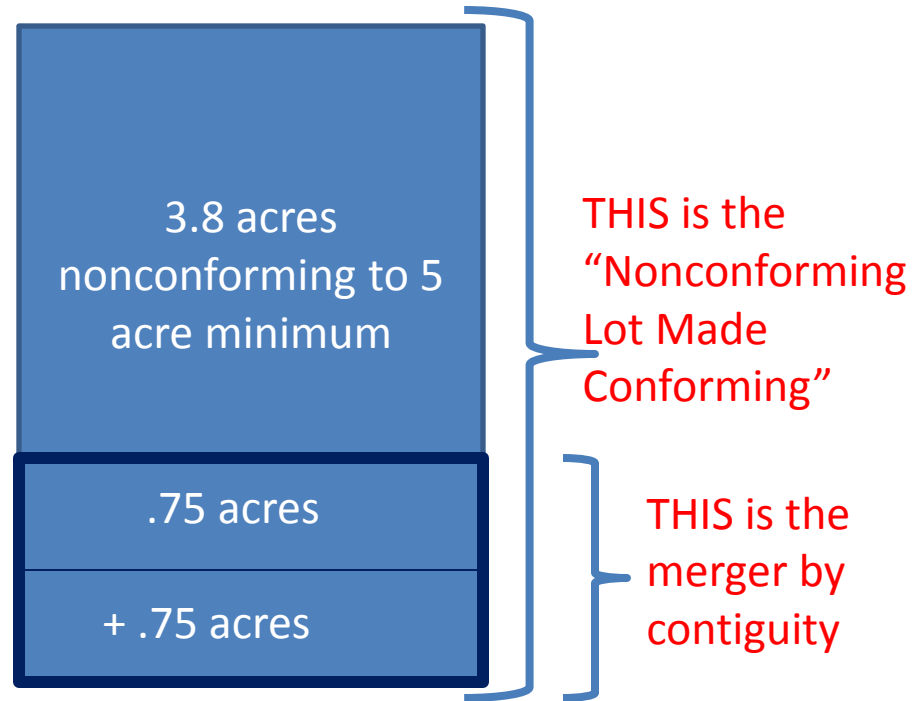 3.8 acres
nonconforming to 5
acre minimum
.75 acres
+ .75 acres
THIS is the
“Nonconforming
Lot Made
Conforming”
THIS is the
merger by
contiguity